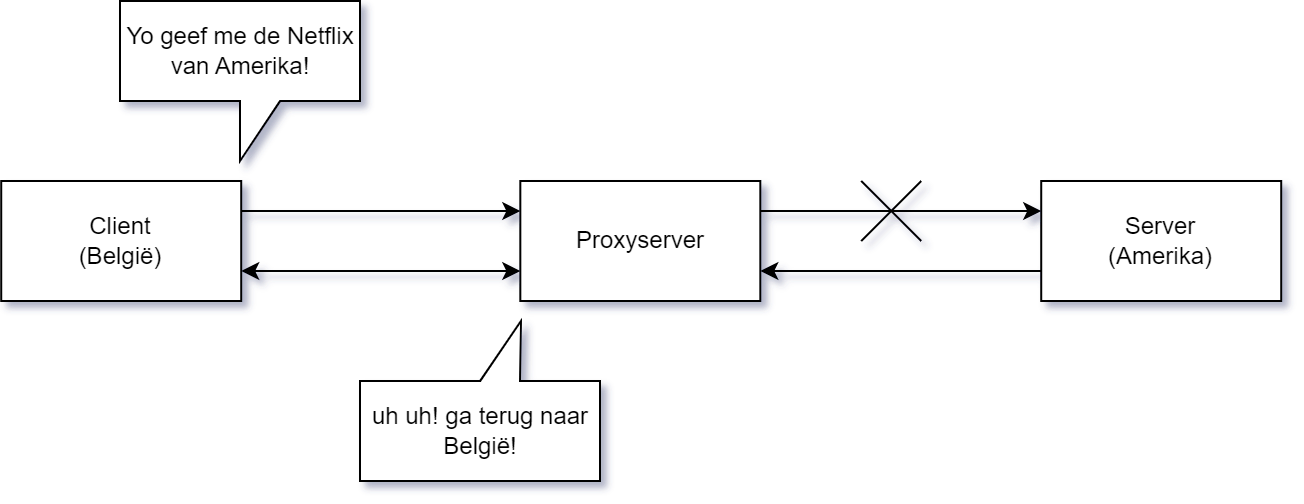 Yo geef me de Netflix
van Amerika!
Client
(België)
Proxyserver
Server
(Amerika)
uh uh! ga terug naar
België!